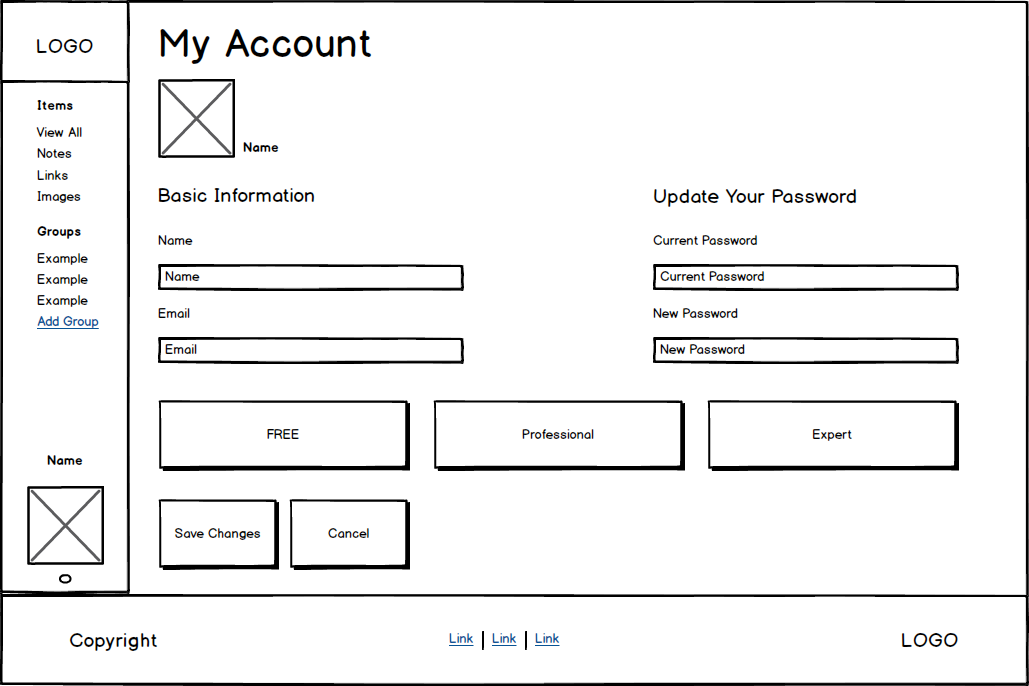 LOGO
Items
View All
Notes
Links
Images
Groups
Example
Example
Example
Add Group
Name
My Account
Name
Basic Information
Name
Name
Email
Email
Update Your Password
Current Password
Current Password
New Password
New Password
FREE
Professional
Expert
Save Changes
Cancel
Copyright
Link | Link | Link
LOGO